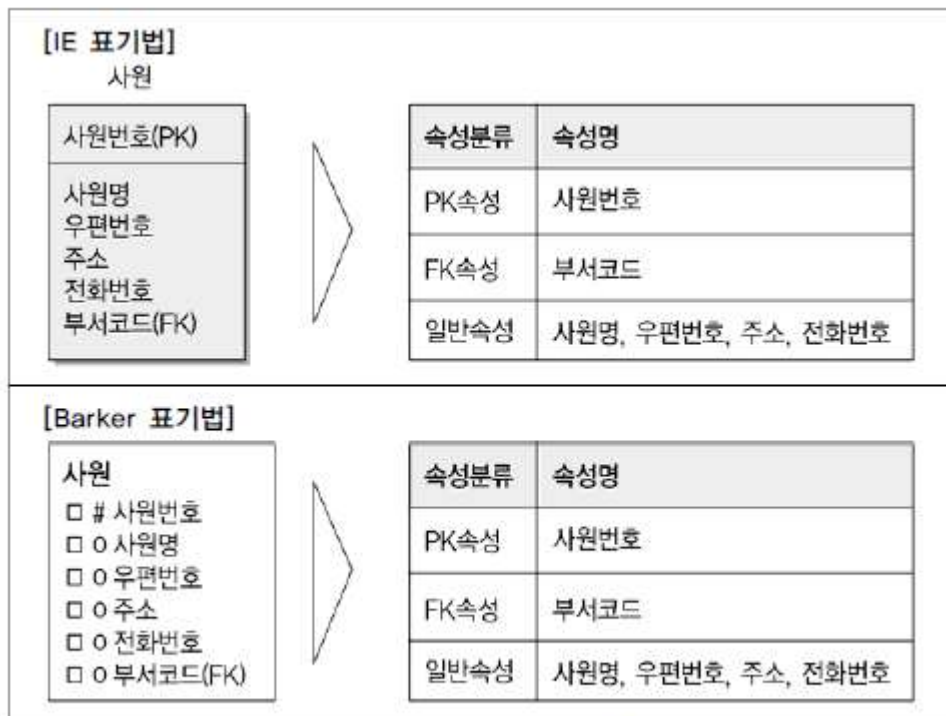 [IE 표기법]
사원
사원번호(PK)
사원명
우편번호
주소
전화번호
부서코드(FK)
속성분류 속성명
PK속성 사원번호
FK속성 부서코드
일반속성 사원명, 우편번호, 주소, 전화번호
[Barker 표기법]
사원
□ # 사원번호
□ o 사원명
□ o 우편번호
□ o 주소
□ o 전화번호
□ o 부서코드(FK)
속성분류 속성명
PK속성 사원번호
FK속성 부서코드
일반속성 사원명, 우편번호, 주소, 전화번호